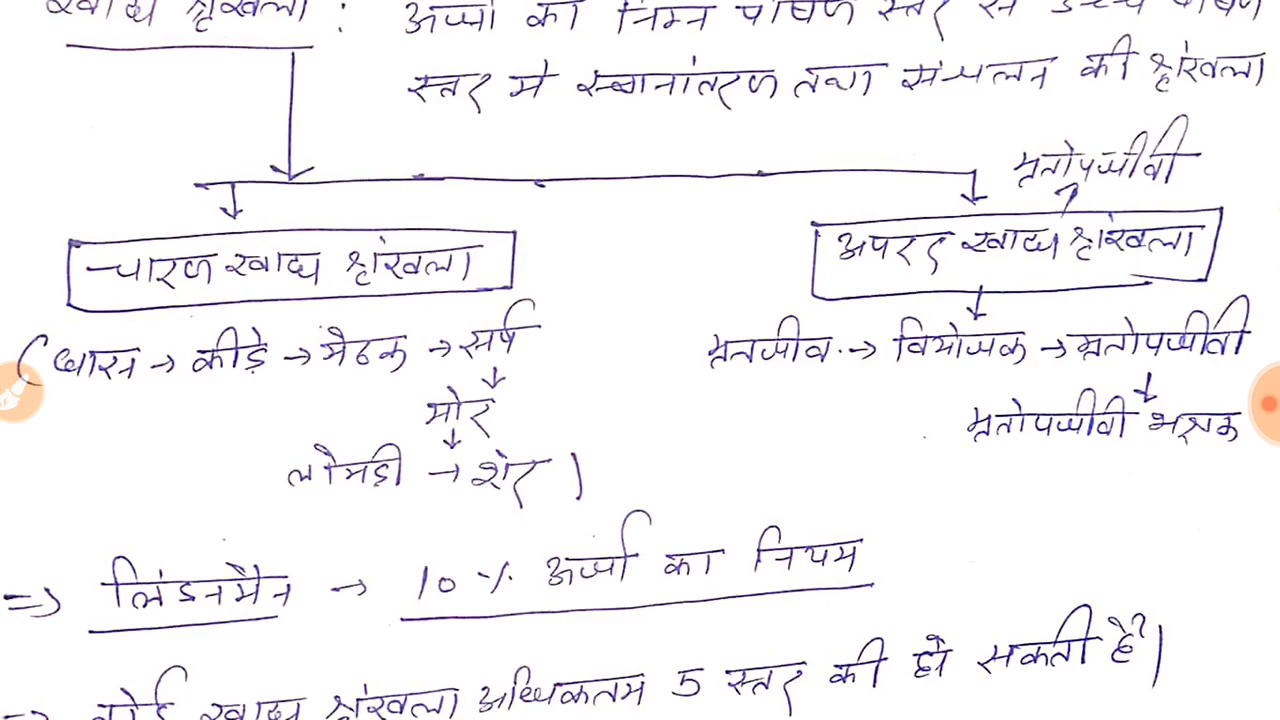 खाद्य श्रृंखला : ऊर्जा का निम्न पोषण स्तर से उच्च पोषण
स्तर में स्थानांतरण तथा संचलन की श्रृंखला
मृतोपजीवी
चारण खाद्य श्रृंखला
अपरद खाद्य श्रृंखला
( घास → कीड़े → मेढक → सर्प
मृतजीव → वियोजक → मृतोपजीवी
मोर
मृतोपजीवी भक्षक
लोमड़ी → शेर )
⇒ लिंडनमैन → 10 % ऊर्जा का नियम
⇒ कोई खाद्य श्रृंखला अधिकतम 5 स्तर की हो सकती है।